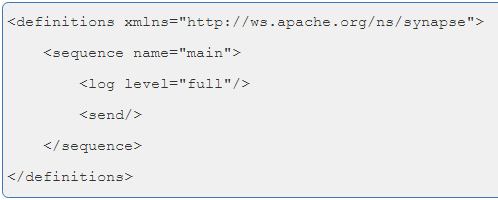 <definitions xmlns="http://ws.apache.org/ns/synapse">
    <sequence name="main">
        <log level="full"/>
        <send/>
    </sequence>
</definitions>